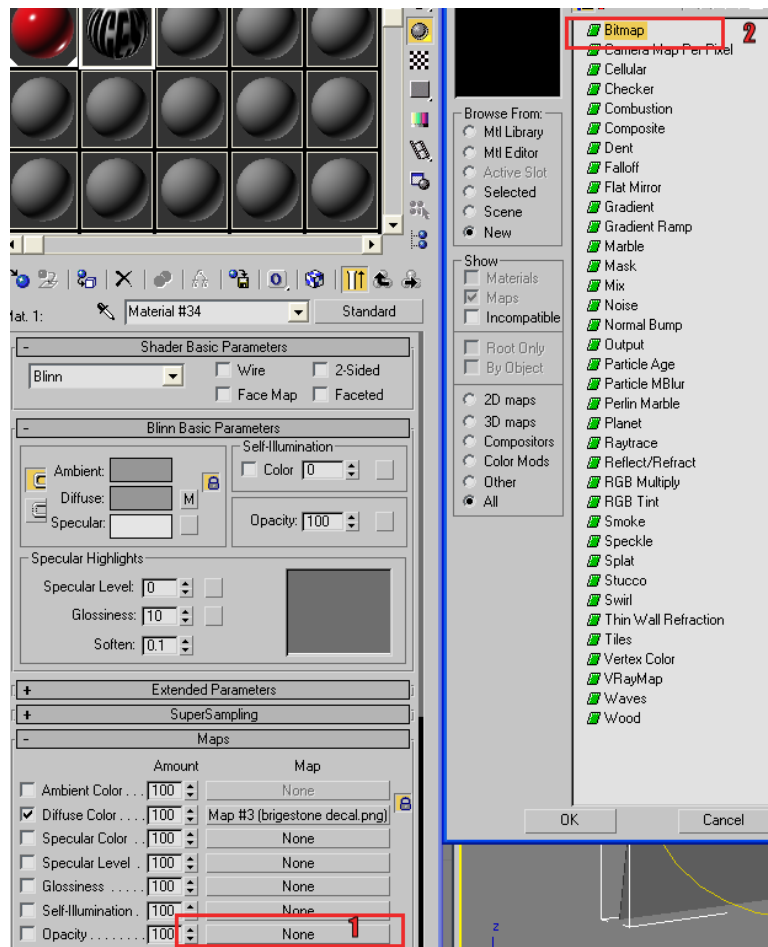 Mat. 1:
Material #34
Standard
Shader Basic Parameters
Blinn
Wire
2-Sided
Face Map
Faceted
Blinn Basic Parameters
Self-Illumination
Ambient:
Color 0
Diffuse:
M
Specular:
Opacity: 100
Specular Highlights
Specular Level: 0
Glossiness: 10
Soften: 0.1
Extended Parameters
SuperSampling
Maps
Amount Map
Ambient Color . . . 100 None
Diffuse Color . . . . 100 Map #3 (brigestone decal.png)
Specular Color . . 100 None
Specular Level . 100 None
Glossiness . . . . . 100 None
Self-Illumination . 100 None
Opacity . . . . . . . . 100 None
1
Browse From:
Mtl Library
Mtl Editor
Active Slot
Selected
Scene
New
Show
Materials
Maps
Incompatible
Root Only
By Object
2D maps
3D maps
Compositors
Color Mods
Other
All
Bitmap
2
Camera Map Per Pixel
Cellular
Checker
Combustion
Composite
Dent
Falloff
Flat Mirror
Gradient
Gradient Ramp
Marble
Mask
Mix
Noise
Normal Bump
Output
Particle Age
Particle MBlur
Perlin Marble
Planet
Raytrace
Reflect/Refract
RGB Multiply
RGB Tint
Smoke
Speckle
Splat
Stucco
Swirl
Thin Wall Refraction
Tiles
Vertex Color
VRayMap
Waves
Wood
OK
Cancel
z